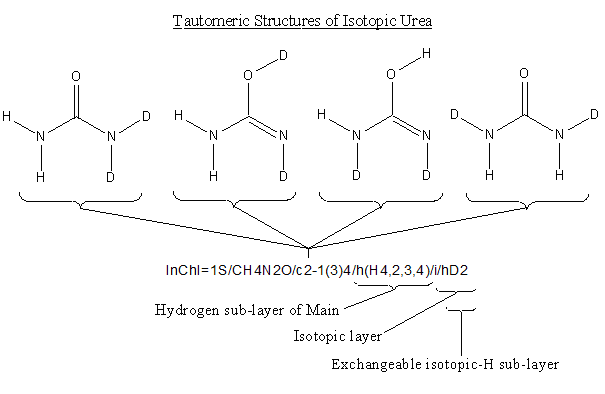 Tautomeric Structures of Isotopic Urea
O
H
N
N
D
H
D
D
O
H
N
N
H
D
H
O
H
N
N
D
D
O
D
N
N
D
H
H
InChI=1S/CH4N2O/c2-1(3)4/h(H4,2,3,4)/i/hD2
Hydrogen sub-layer of Main
Isotopic layer
Exchangeable isotopic-H sub-layer